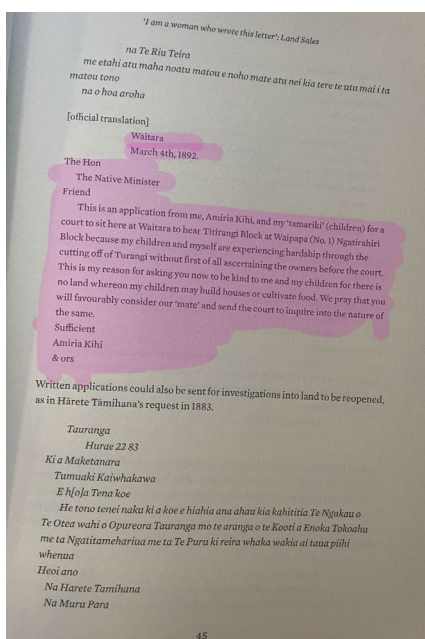 'I am a woman who wrote this letter': Land Sales
na Te Riu Teira
me etahi atu maha noatu matou e noho mate atu nei kia tere te utu mai i ta
matou tono
na o hoa aroha
[official translation]
Waitara
March 4th, 1892.
The Hon
The Native Minister
Friend
This is an application from me, Amiria Kihi, and my 'tamariki' (children) for a
court to sit here at Waitara to hear Titirangi Block at Waipapa (No. 1) Ngatirahiri
Block because my children and myself are experiencing hardship through the
cutting off of Turangi without first of all ascertaining the owners before the court.
This is my reason for asking you now to be kind to me and my children for there is
no land whereon my children may build houses or cultivate food. We pray that you
will favourably consider our 'mate' and send the court to inquire into the nature of
the same.
Sufficient
Amiria Kihi
& ors
Written applications could also be sent for investigations into land to be reopened,
as in Hārete Tāmihana's request in 1883.
Tauranga
Hurae 22 83
Ki a Maketanara
Tumuaki Kaiwhakawa
E h[o]a Tena koe
He tono tenei naku ki a koe e hiahia ana ahau kia kahititia Te Ngakau o
Te Otea wahi o Opureora Tauranga mo te aranga o te Kooti a Enoka Tokoahu
me ta Ngatitamehariua me ta Te Puru ki reira whaka wakia ai taua piihi
whenua
Heoi ano
Na Harete Tamihana
Na Muru Para
45